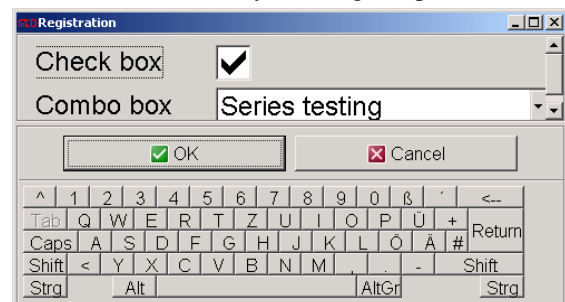 MCD Registration
Check box
Combo box Series testing
OK Cancel
^ 1 2 3 4 5 6 7 8 9 0 ß ´ <--
Tab Q W E R T Z U I O P Ü + Return
Caps A S D F G H J K L Ö Ä #
Shift < Y X C V B N M , . - Shift
Strg Alt AltGr Strg